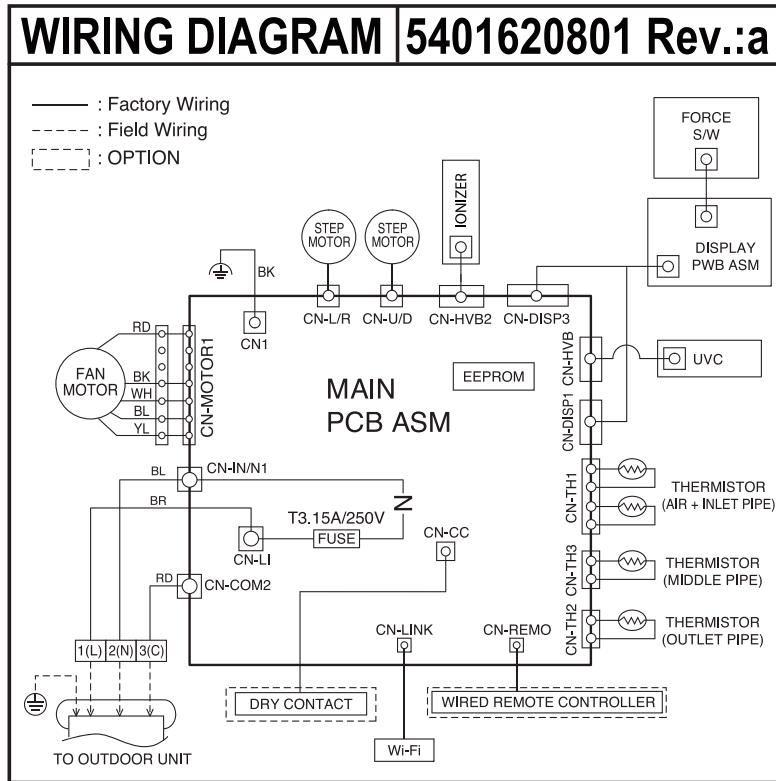 WIRING DIAGRAM 5401620801 Rev.:a
: Factory Wiring
: Field Wiring
: OPTION
FORCE
S/W
DISPLAY
PWB ASM
IONIZER
STEP
MOTOR
STEP
MOTOR
BK
CN1
CN-L/R
CN-U/D
CN-HVB2
CN-DISP3
CN-HVB
UVC
CN-DISP1
RD
BK
WH
BL
YL
FAN
MOTOR
CN-MOTOR1
MAIN
PCB ASM
EEPROM
BL
CN-IN/N1
BR
T3.15A/250V
FUSE
N
CN-LI
CN-CC
RD
CN-COM2
CN-TH1
THERMISTOR
(AIR + INLET PIPE)
CN-TH3
THERMISTOR
(MIDDLE PIPE)
CN-TH2
THERMISTOR
(OUTLET PIPE)
CN-LINK
CN-REMO
1(L) 2(N) 3(C)
DRY CONTACT
WIRED REMOTE CONTROLLER
Wi-Fi
TO OUTDOOR UNIT